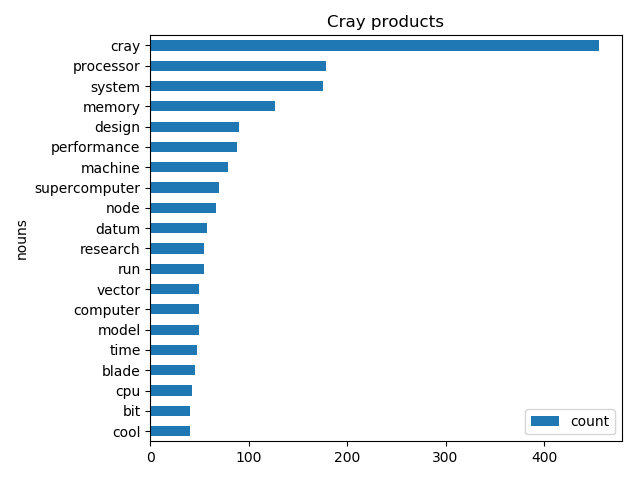 Cray products
cray
processor
system
memory
design
performance
machine
supercomputer
node
datum
research
run
vector
computer
model
time
blade
cpu
bit
cool
nouns
count
0 100 200 300 400